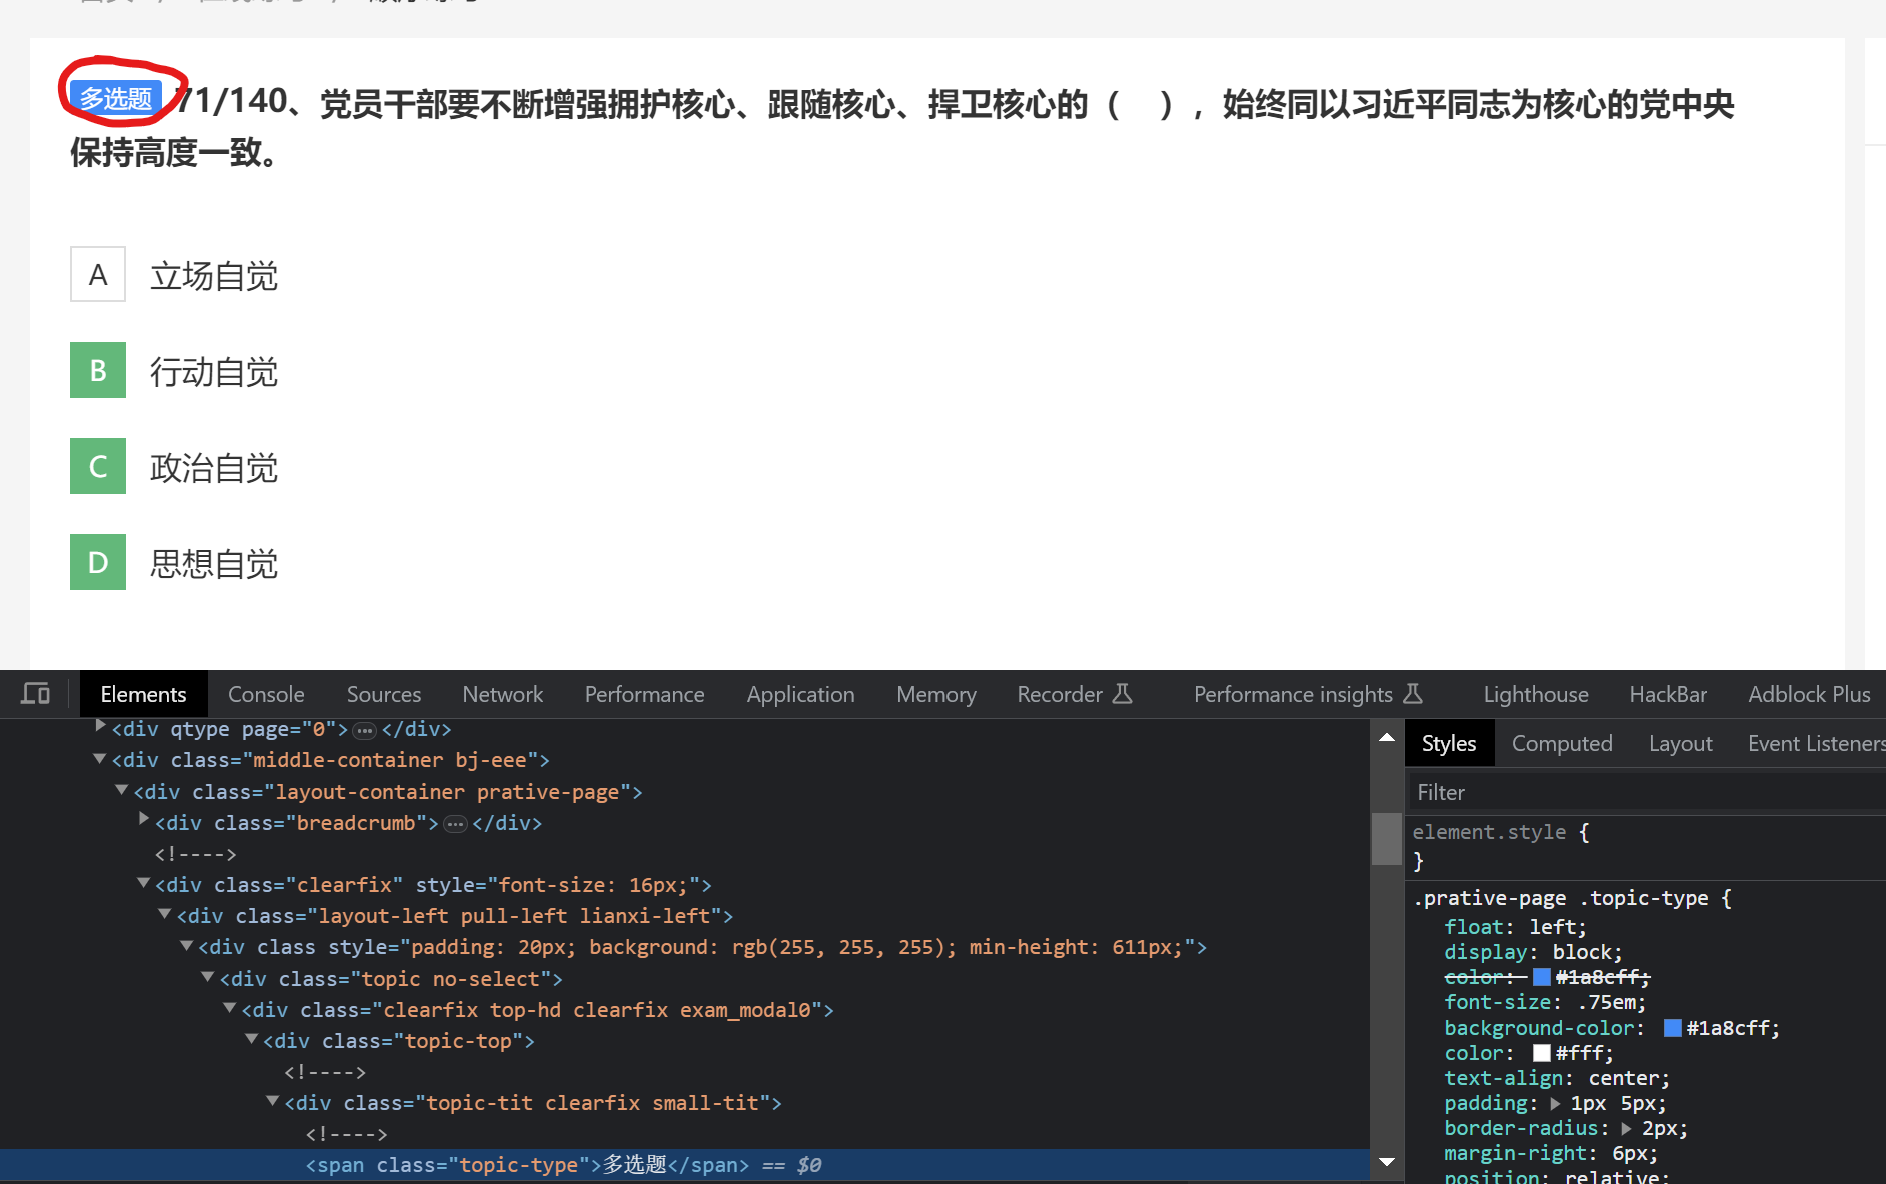 多选题 71/140、党员干部要不断增强拥护核心、跟随核心、捍卫核心的（ ），始终同以习近平同志为核心的党中央
保持高度一致。
A 立场自觉
B 行动自觉
C 政治自觉
D 思想自觉
Elements Console Sources Network Performance Application Memory Recorder Performance insights Lighthouse HackBar Adblock Plus
<div qtype page="0">…</div>
<div class="middle-container bj-eee">
<div class="layout-container prative-page">
<div class="breadcrumb">…</div>
<!---->
<div class="clearfix" style="font-size: 16px;">
<div class="layout-left pull-left lianxi-left">
<div class style="padding: 20px; background: rgb(255, 255, 255); min-height: 611px;">
<div class="topic no-select">
<div class="clearfix top-hd clearfix exam_modal0">
<div class="topic-top">
<!---->
<div class="topic-tit clearfix small-tit">
<!---->
<span class="topic-type">多选题</span> == $0
Styles Computed Layout Event Listeners
Filter
element.style {
}
.prative-page .topic-type {
float: left;
display: block;
color: #1a8cff;
font-size: .75em;
background-color: #1a8cff;
color: #fff;
text-align: center;
padding: 1px 5px;
border-radius: 2px;
margin-right: 6px;
position: relative;